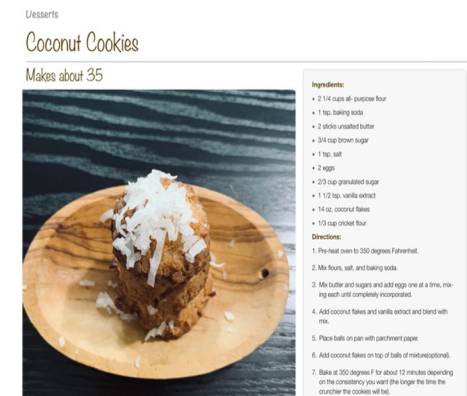 Desserts
Coconut Cookies
Makes about 35
Ingredients:
• 2 1/4 cups all- purpose flour
• 1 tsp. baking soda
• 2 sticks unsalted butter
• 3/4 cup brown sugar
• 1 tsp. salt
• 2 eggs
• 2/3 cup granulated sugar
• 1 1/2 tsp. vanilla extract
• 14 oz. coconut flakes
• 1/3 cup cricket flour
Directions:
1. Pre-heat oven to 350 degrees Fahrenheit.
2. Mix flours, salt, and baking soda.
3. Mix butter and sugars and add eggs one at a time, mix-
ing each until completely incorporated.
4. Add coconut flakes and vanilla extract and blend with
mix.
5. Place balls on pan with parchment paper.
6. Add coconut flakes on top of balls of mixture(optional).
7. Bake at 350 degrees F for about 12 minutes depending
on the consistency you want (the longer the time the
crunchier the cookies will be).